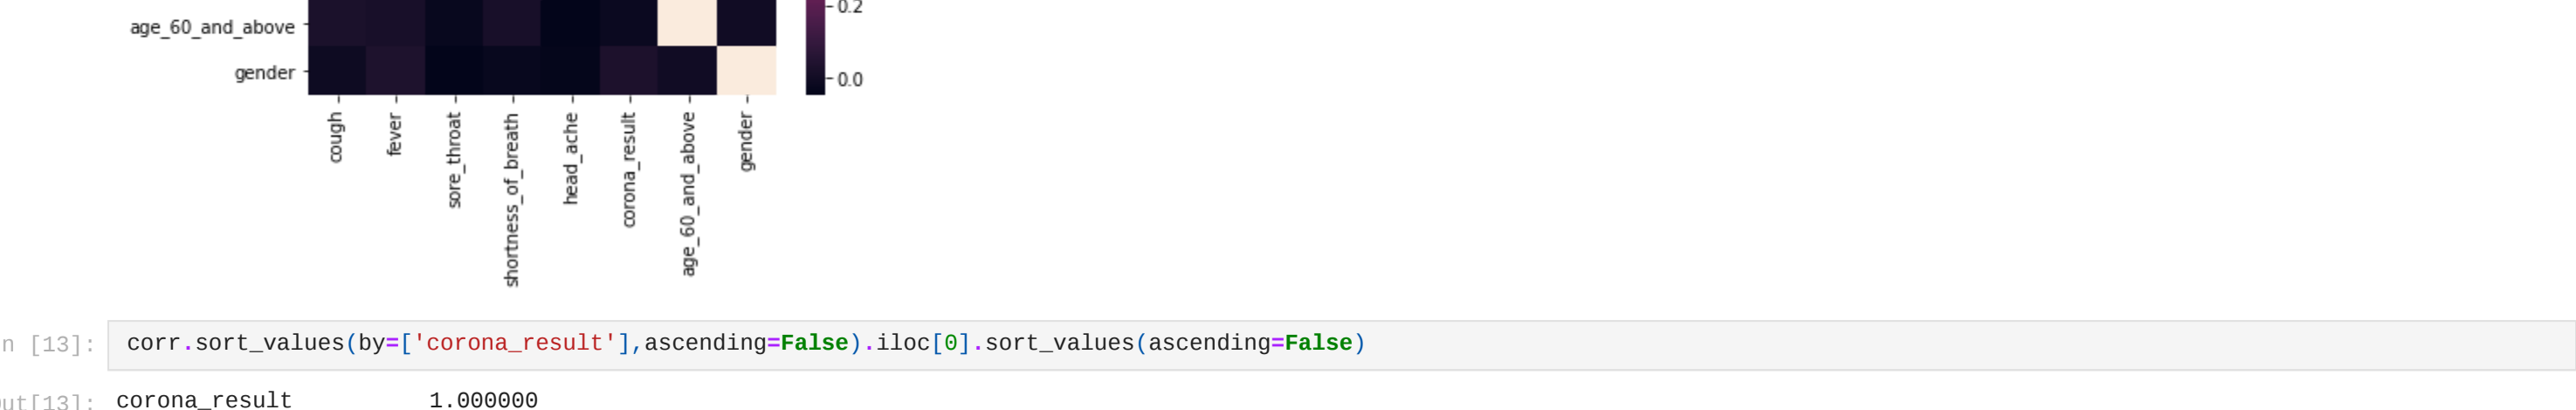 0.2
age_60_and_above
gender
0.0
cough
fever
sore_throat
shortness_of_breath
head_ache
corona_result
age_60_and_above
gender
n [13]:
corr.sort_values(by=['corona_result'],ascending=False).iloc[0].sort_values(ascending=False)
ut[13]:
corona_result 1.000000